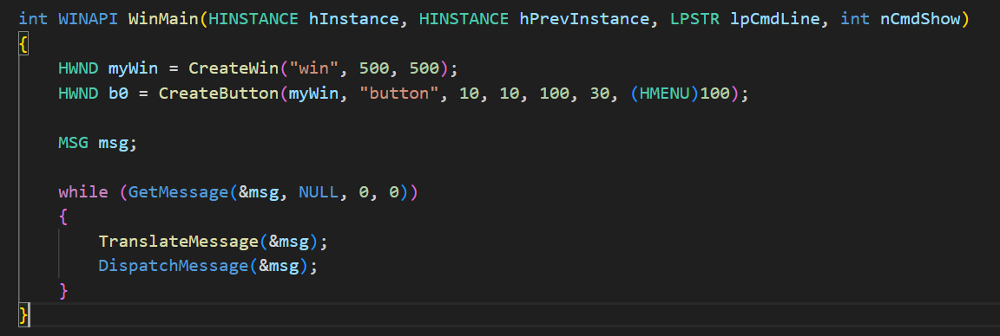 int WINAPI WinMain(HINSTANCE hInstance, HINSTANCE hPrevInstance, LPSTR lpCmdLine, int nCmdShow)
{
    HWND myWin = CreateWin("win", 500, 500);
    HWND b0 = CreateButton(myWin, "button", 10, 10, 100, 30, (HMENU)100);

    MSG msg;

    while (GetMessage(&msg, NULL, 0, 0))
    {
        TranslateMessage(&msg);
        DispatchMessage(&msg);
    }
}